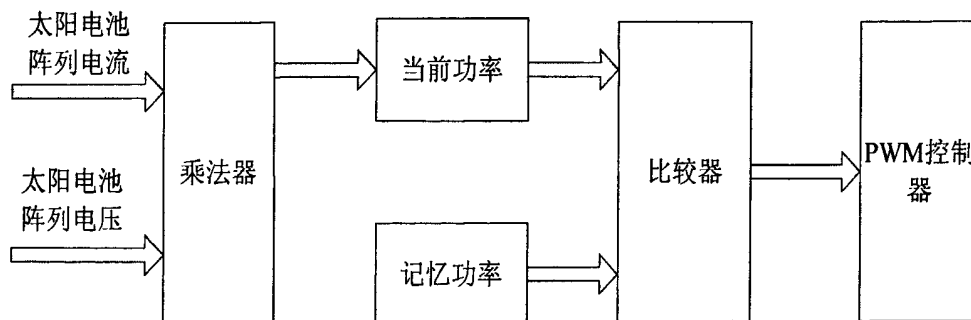 太阳电池
阵列电流
太阳电池
阵列电压
乘法器
当前功率
记忆功率
比较器
PWM控制
器